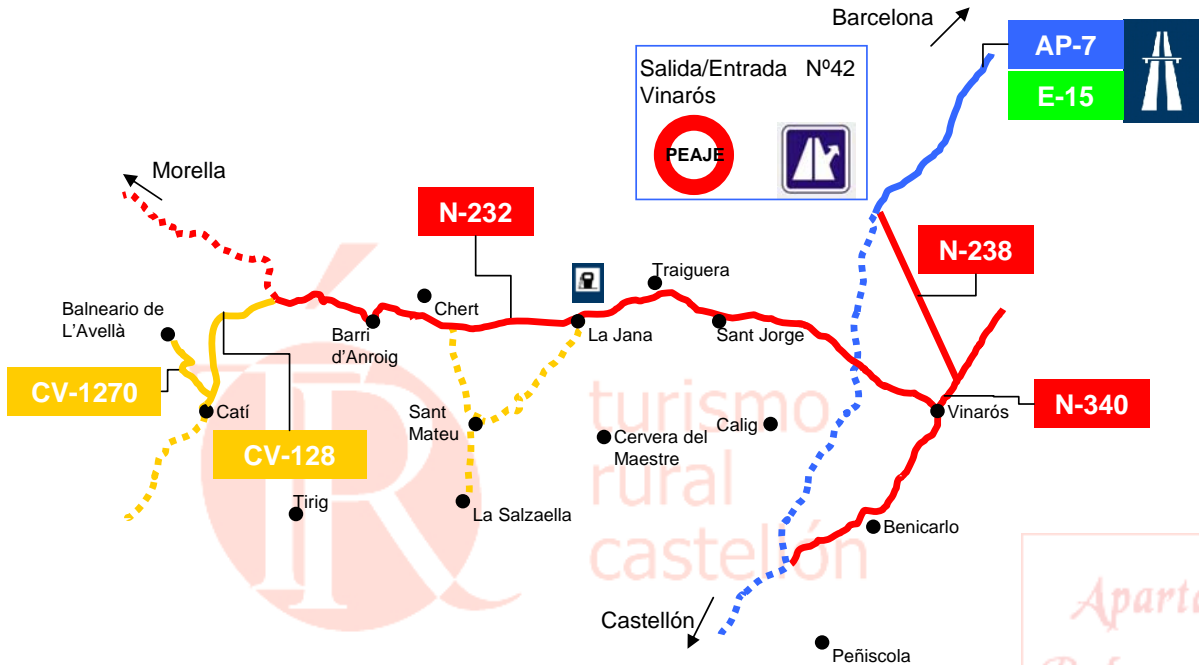 Barcelona
AP-7
E-15
Salida/Entrada Nº42
Vinarós
PEAJE
Morella
N-232
N-238
Traiguera
Balneario de
L'Avellà
Chert
Barri
d'Anroig
La Jana
Sant Jorge
CV-1270
Catí
Sant
Mateu
CV-128
Cervera del
Maestre
Calig
Vinarós
N-340
Tirig
La Salzaella
Benicarlo
turismo
rural
castellón
Castellón
Peñiscola
Aparta